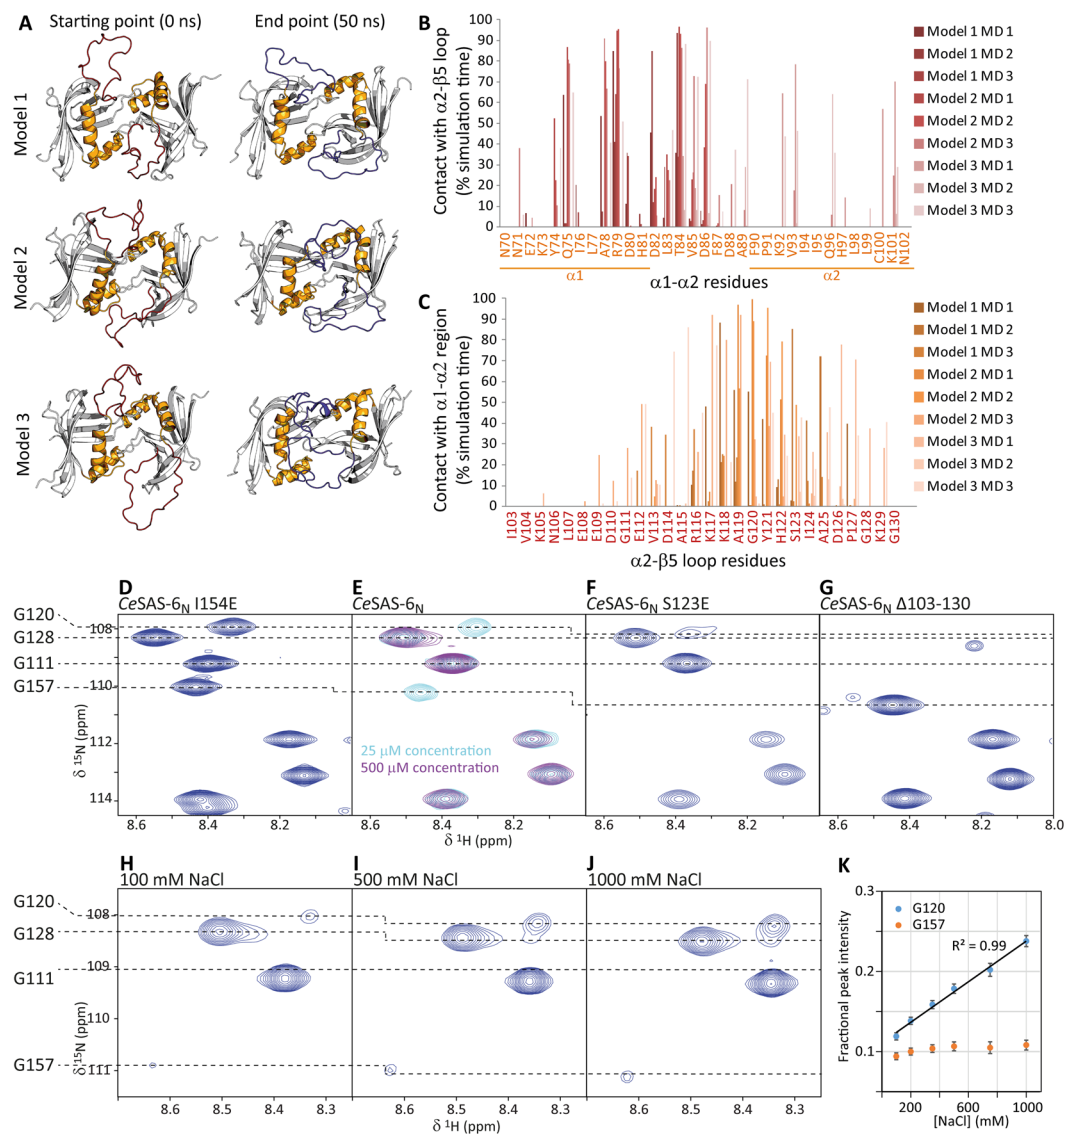 A
Starting point (0 ns)
End point (50 ns)
Model 1
Model 2
Model 3
B
Contact with α2-β5 loop
(% simulation time)
100
90
80
70
60
50
40
30
20
10
0
N70
N71
E72
K73
Y74
Q75
I76
L77
A78
R79
D80
H81
D82
L83
T84
V85
D86
F87
S88
A89
F90
P91
K92
V93
I94
I95
Q96
H97
L98
L99
C100
K101
N102
α1
α1-α2 residues
α2
Model 1 MD 1
Model 1 MD 2
Model 1 MD 3
Model 2 MD 1
Model 2 MD 2
Model 2 MD 3
Model 3 MD 1
Model 3 MD 2
Model 3 MD 3
C
Contact with α1-α2 region
(% simulation time)
100
90
80
70
60
50
40
30
20
10
0
I103
V104
K105
N106
L107
E108
E109
D110
G111
E112
V113
D114
A115
R116
K117
K118
A119
G120
Y121
H122
S123
I124
A125
D126
P127
G128
K129
G130
α2-β5 loop residues
Model 1 MD 1
Model 1 MD 2
Model 1 MD 3
Model 2 MD 1
Model 2 MD 2
Model 2 MD 3
Model 3 MD 1
Model 3 MD 2
Model 3 MD 3
D
CeSAS-6N I154E
E
CeSAS-6N
F
CeSAS-6N S123E
G
CeSAS-6N Δ103-130
G120
G128
G111
G157
108
110
112
114
δ 15N (ppm)
25 μM concentration
500 μM concentration
8.6
8.4
8.2
8.6
8.4
8.2
8.6
8.4
8.2
8.6
8.4
8.2
8.0
δ 1H (ppm)
H
100 mM NaCl
I
500 mM NaCl
J
1000 mM NaCl
G120
G128
G111
G157
108
109
110
111
δ 15N (ppm)
8.6
8.4
8.3
8.6
8.4
8.3
8.6
8.4
8.3
δ 1H (ppm)
K
Fractional peak intensity
0.3
0.2
0.1
G120
G157
R² = 0.99
200
600
1000
[NaCl] (mM)